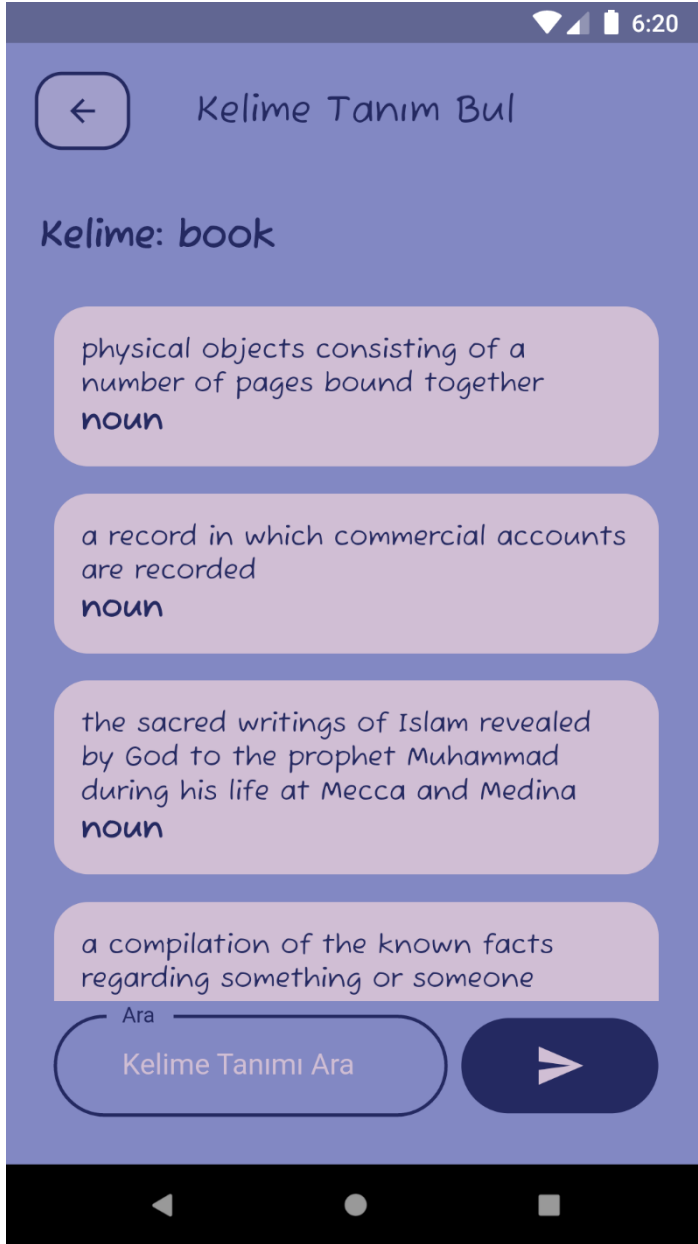 6:20
Kelime Tanım Bul
Kelime: book
physical objects consisting of a
number of pages bound together
noun
a record in which commercial accounts
are recorded
noun
the sacred writings of Islam revealed
by God to the prophet Muhammad
during his life at Mecca and Medina
noun
a compilation of the known facts
regarding something or someone
Ara
Kelime Tanımı Ara